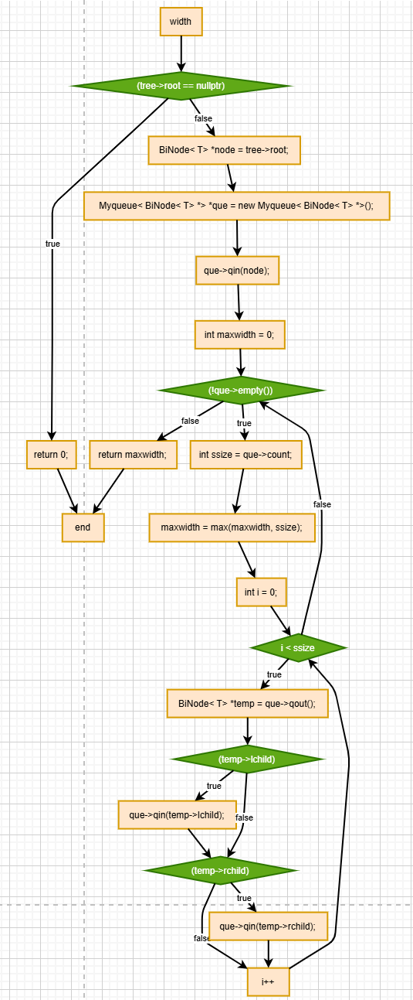 width
(tree->root == nullptr)
false
BiNode< T> *node = tree->root;
Myqueue< BiNode< T> *> *que = new Myqueue< BiNode< T> *>();
true
que->qin(node);
int maxwidth = 0;
(!que->empty())
false
true
return 0;
return maxwidth;
int ssize = que->count;
false
end
maxwidth = max(maxwidth, ssize);
int i = 0;
i < ssize
true
BiNode< T> *temp = que->qout();
(temp->lchild)
true
que->qin(temp->lchild);
false
(temp->rchild)
true
que->qin(temp->rchild);
false
i++